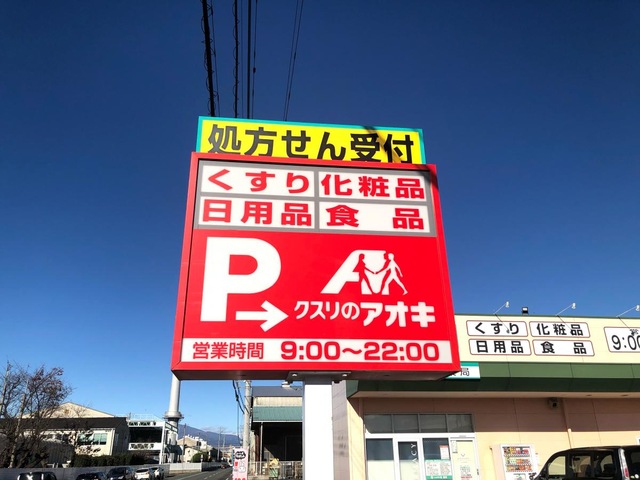 処方せん受付
くすり 化粧品
日用品 食品
P
クスリのアオキ
営業時間 9:00〜22:00
くすり 化粧品
日用品 食品
9:00